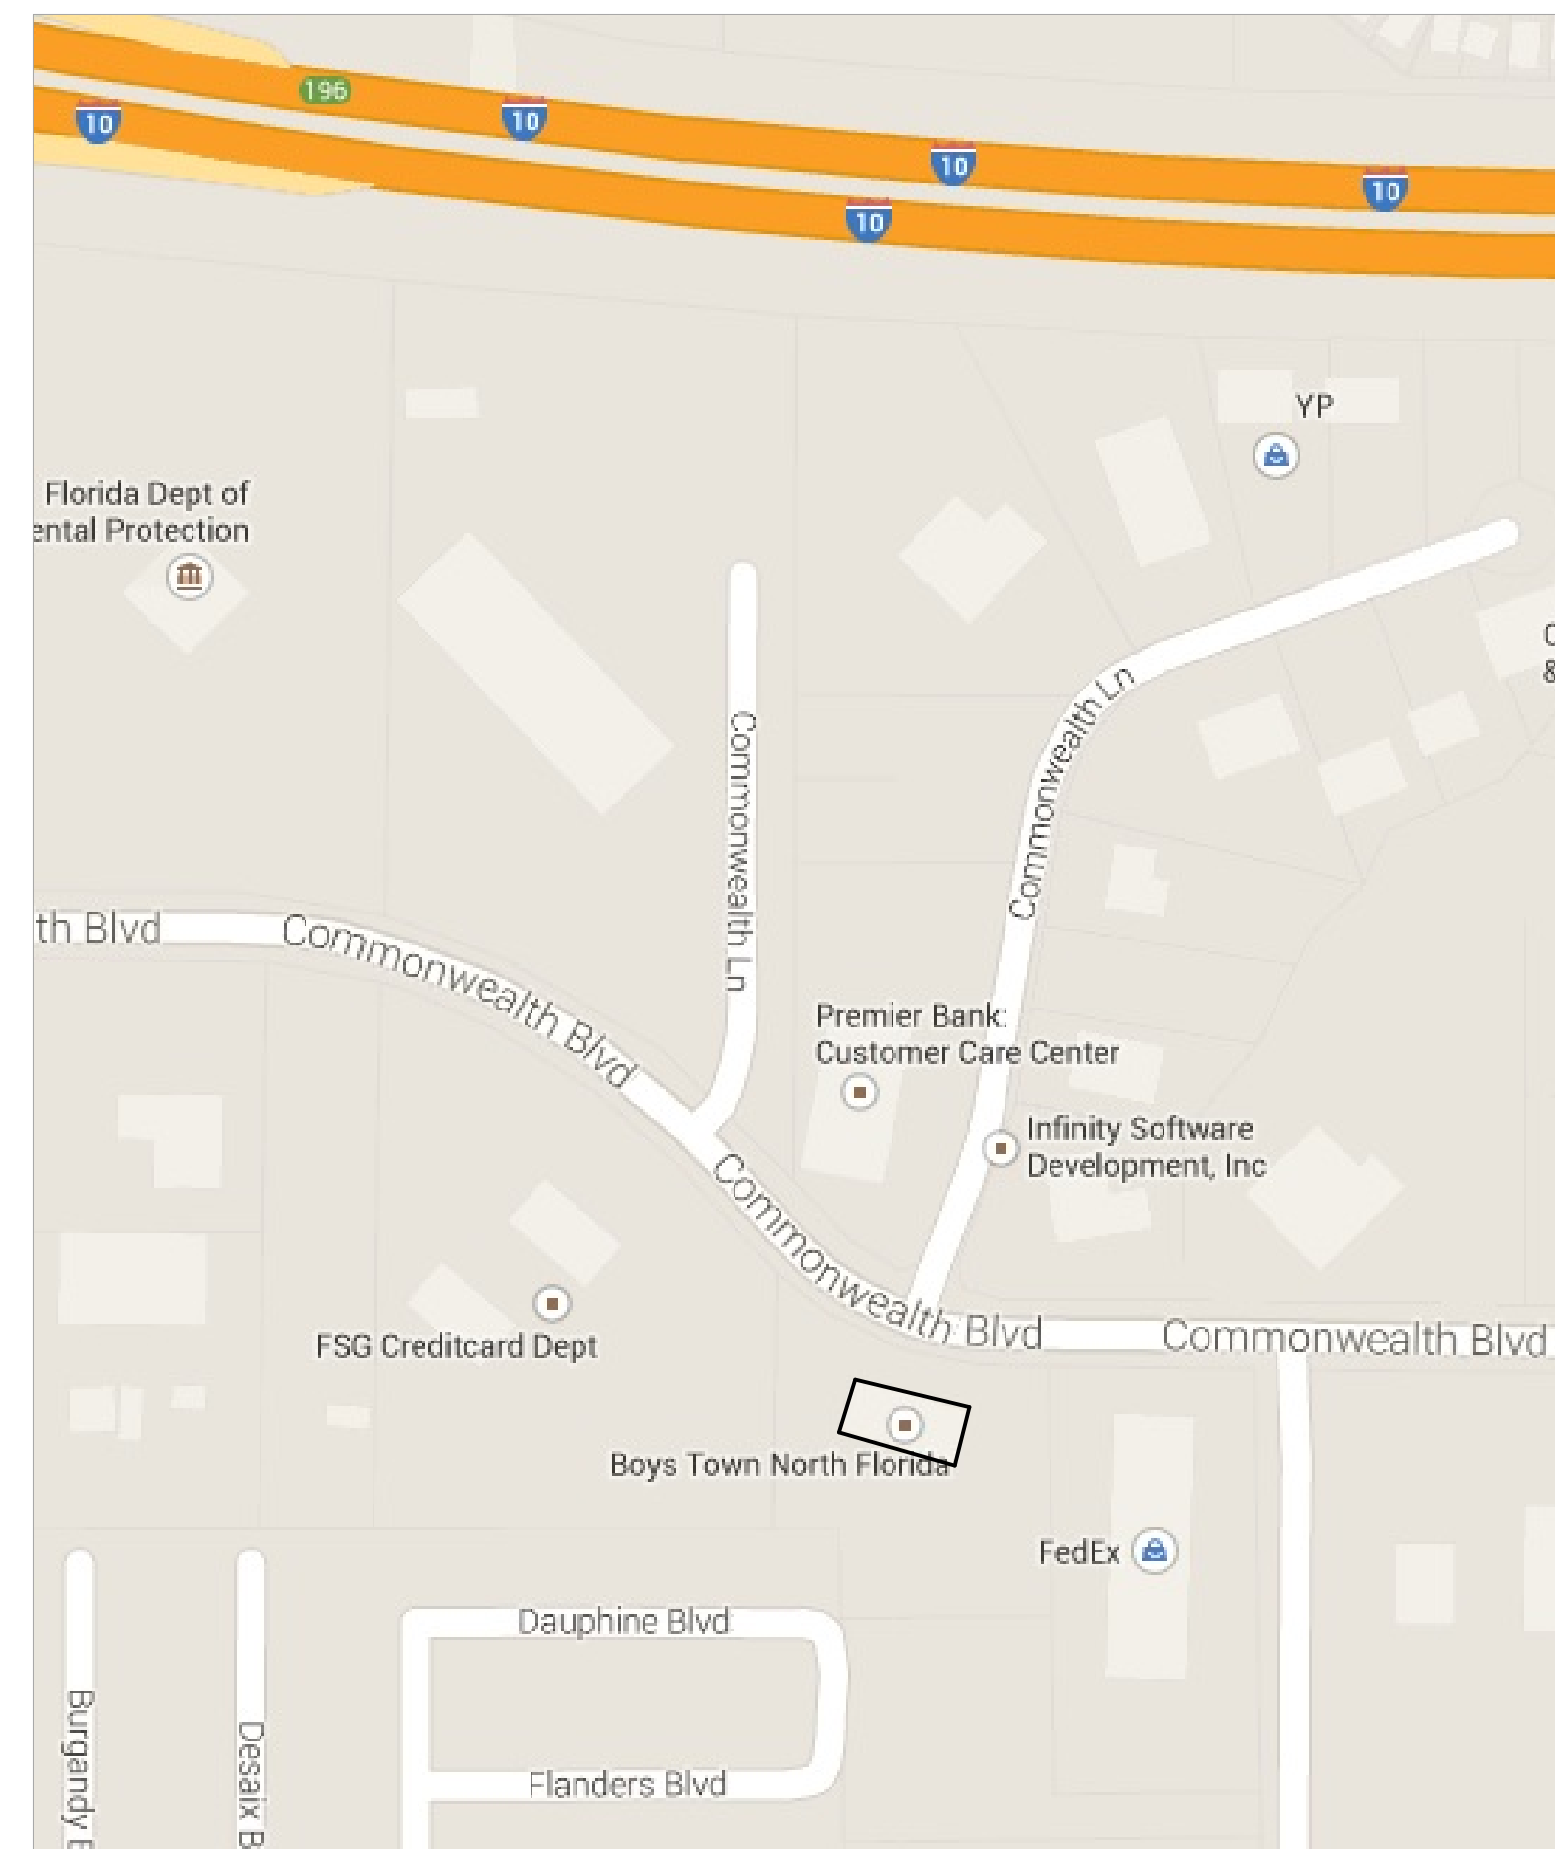 196
10
10
10
10
10
YP
Florida Dept of
ental Protection
C
&
Commonwealth Ln
Commonwealth Ln
th Blvd
Commonwealth Blvd
Premier Bank:
Customer Care Center
Infinity Software
Development, Inc
Commonwealth Blvd
Commonwealth Blvd
FSG Creditcard Dept
Boys Town North Florida
FedEx
Dauphine Blvd
Burgandy B
Desaix B
Flanders Blvd